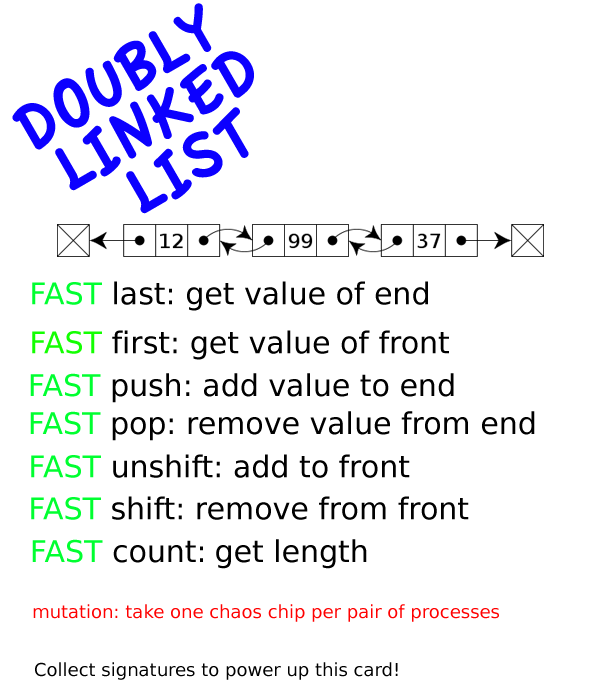 DOUBLY
LINKED
LIST
12 99 37
FAST last: get value of end
FAST first: get value of front
FAST push: add value to end
FAST pop: remove value from end
FAST unshift: add to front
FAST shift: remove from front
FAST count: get length
mutation: take one chaos chip per pair of processes
Collect signatures to power up this card!